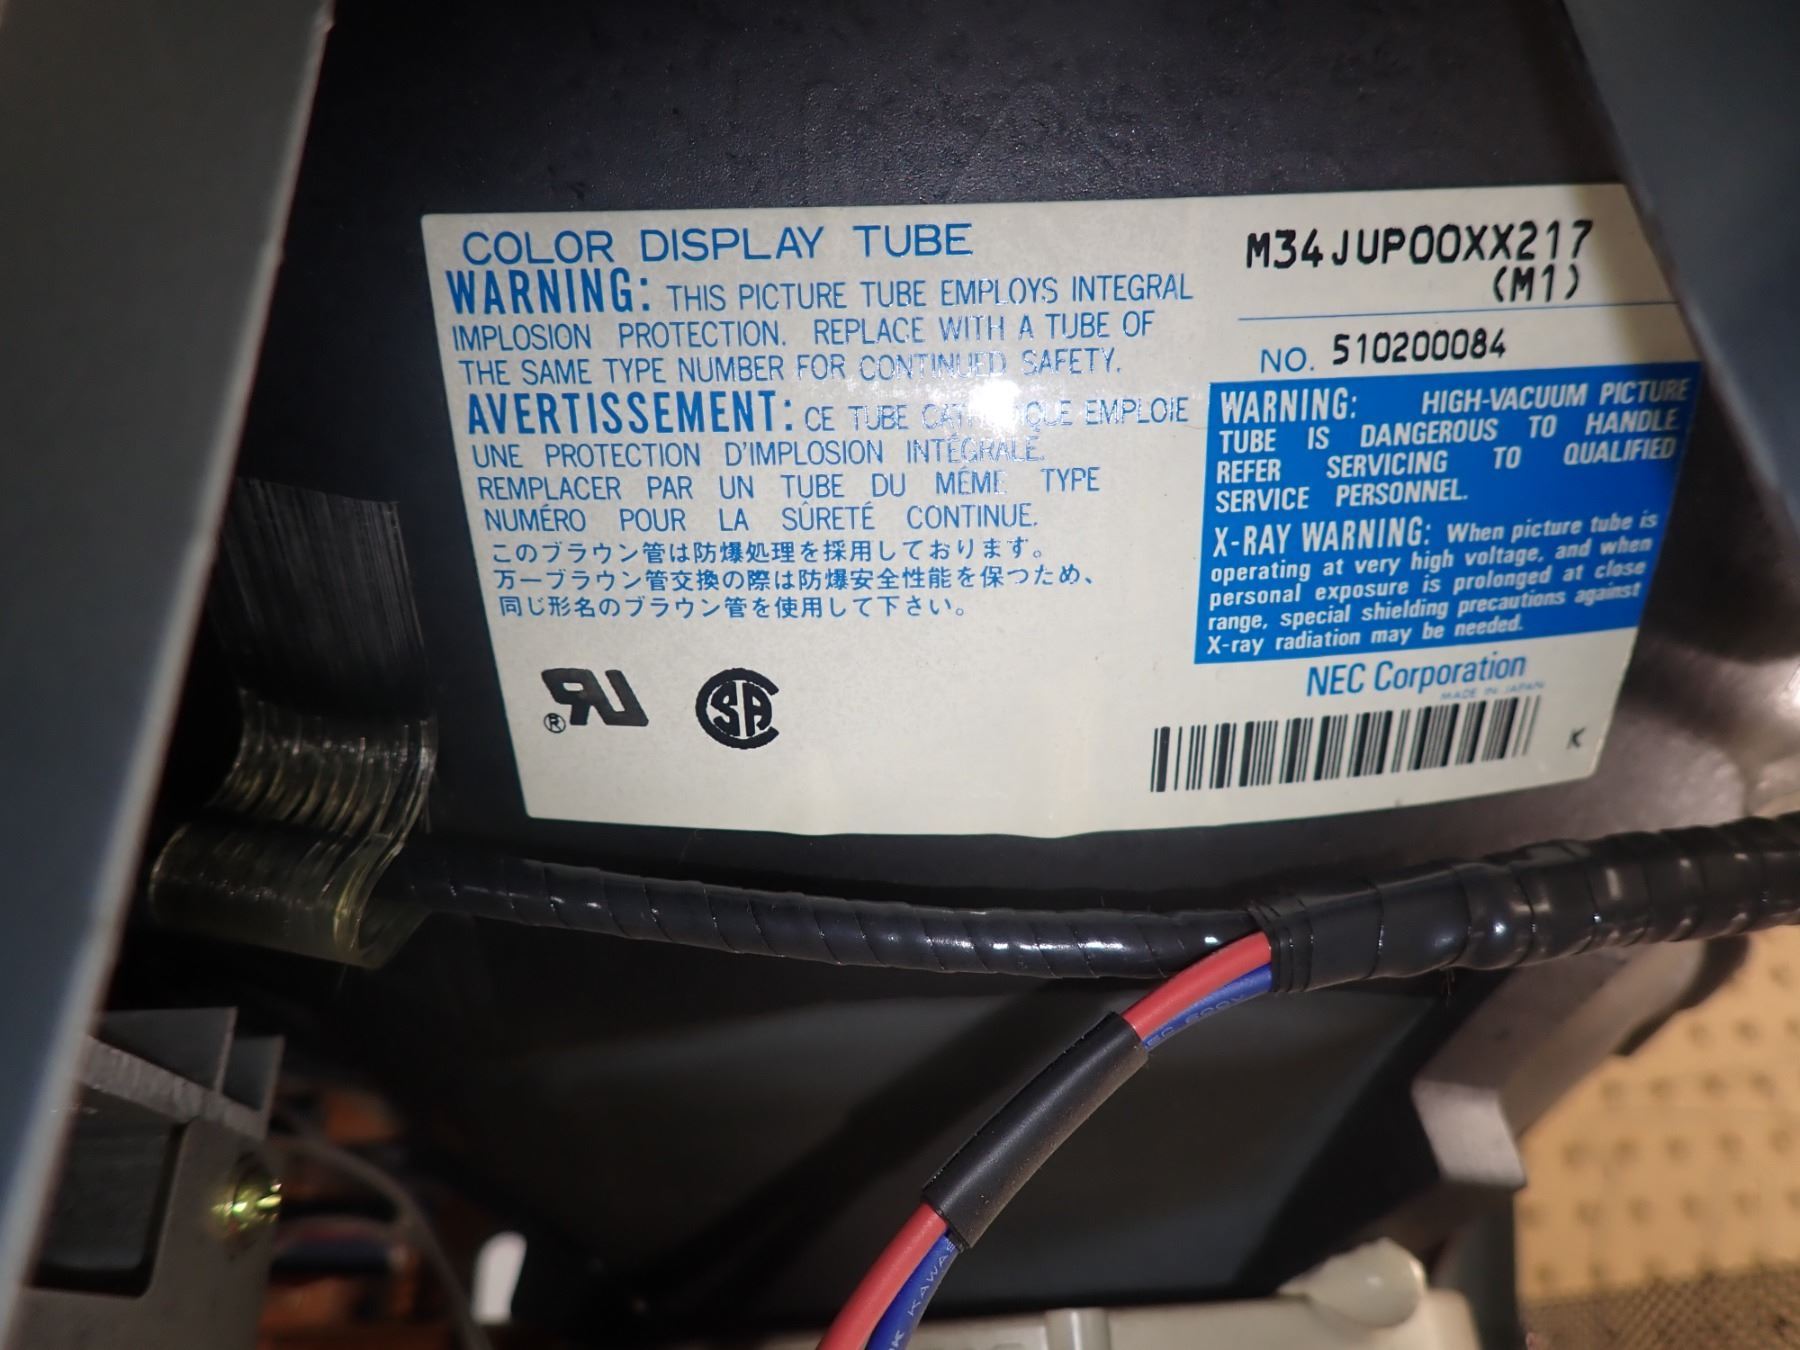 COLOR DISPLAY TUBE
WARNING: THIS PICTURE TUBE EMPLOYS INTEGRAL
IMPLOSION PROTECTION. REPLACE WITH A TUBE OF
THE SAME TYPE NUMBER FOR CONTINUED SAFETY.
AVERTISSEMENT: CE TUBE EMPLOIE
UNE PROTECTION D'IMPLOSION INTÉGRALE.
REMPLACER PAR UN TUBE DU MÊME TYPE
NUMÉRO POUR LA SÛRETÉ CONTINUE.
このブラウン管は防爆処理を採用しております。
万一ブラウン管交換の際は防爆安全性能を保つため、
同じ形名のブラウン管を使用して下さい。
UR ®
CSA
M34JUP00XX217
(M1)
NO. 510200084
WARNING: HIGH-VACUUM PICTURE
TUBE IS DANGEROUS TO HANDLE
REFER SERVICING TO QUALIFIED
SERVICE PERSONNEL.
X-RAY WARNING: When picture tube is
operating at very high voltage, and when
personal exposure is prolonged at close
range, special shielding precautions against
X-ray radiation may be needed.
NEC Corporation
MADE IN JAPAN
K
600V
KAWA